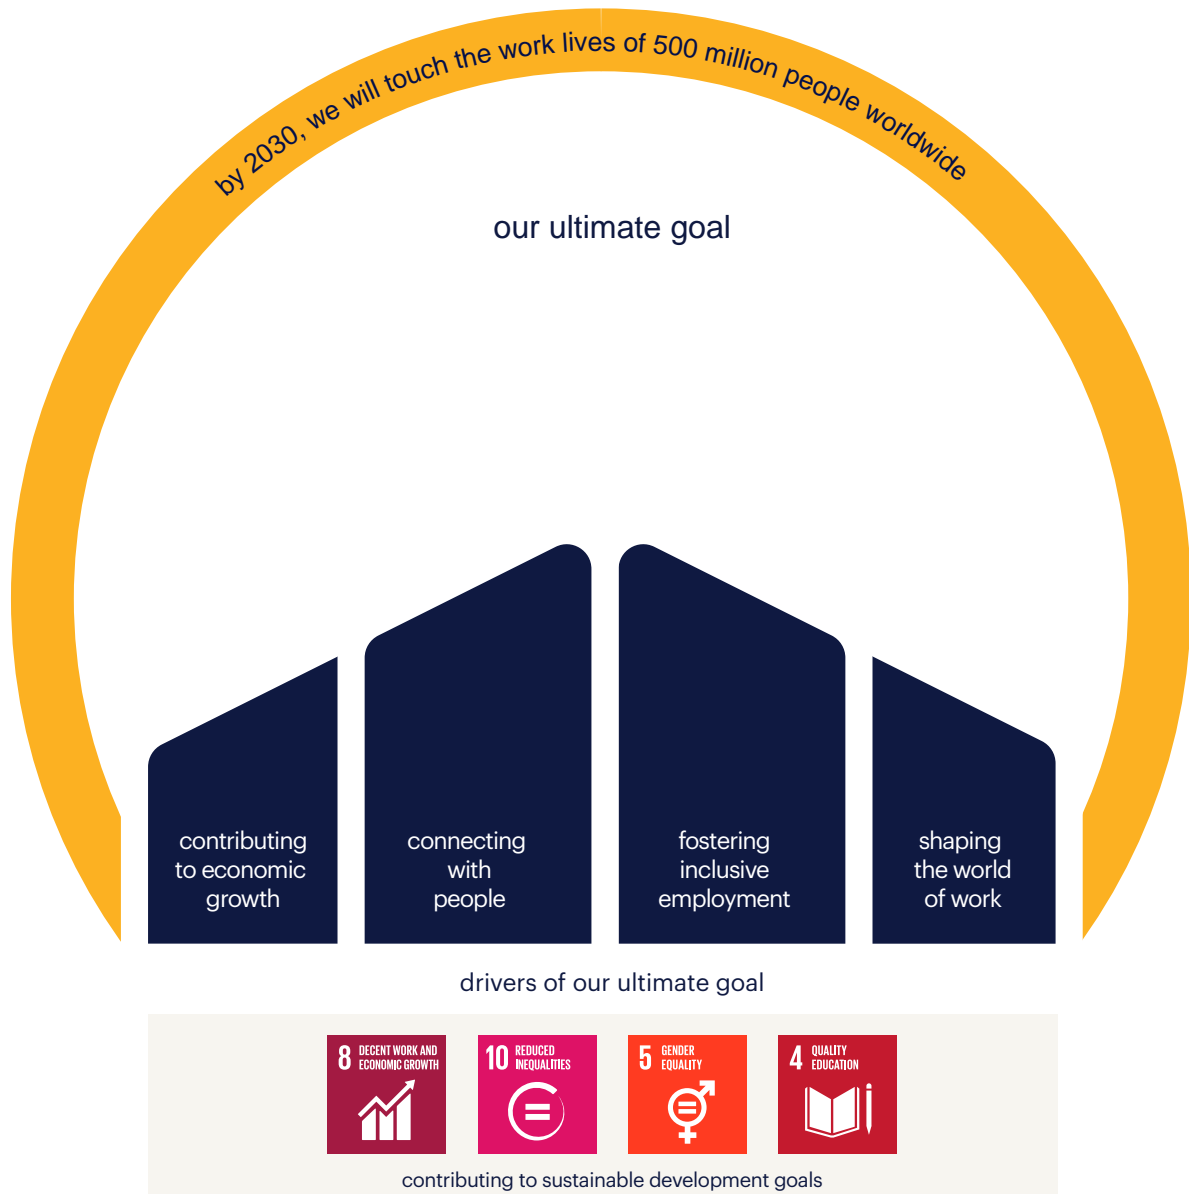 by 2030, we will touch the work lives of 500 million people worldwide
our ultimate goal
contributing
to economic
growth
connecting
with
people
fostering
inclusive
employment
shaping
the world
of work
drivers of our ultimate goal
8 DECENT WORK AND
ECONOMIC GROWTH
10 REDUCED
INEQUALITIES
5 GENDER
EQUALITY
4 QUALITY
EDUCATION
contributing to sustainable development goals